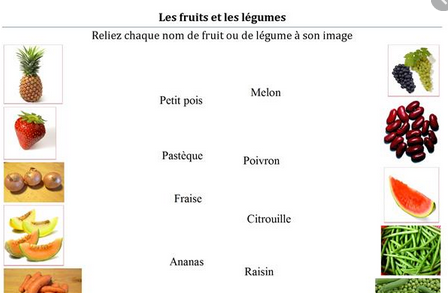 Les fruits et les légumes
Reliez chaque nom de fruit ou de légume à son image
Melon
Petit pois
Pastèque
Poivron
Fraise
Citrouille
Ananas
Raisin